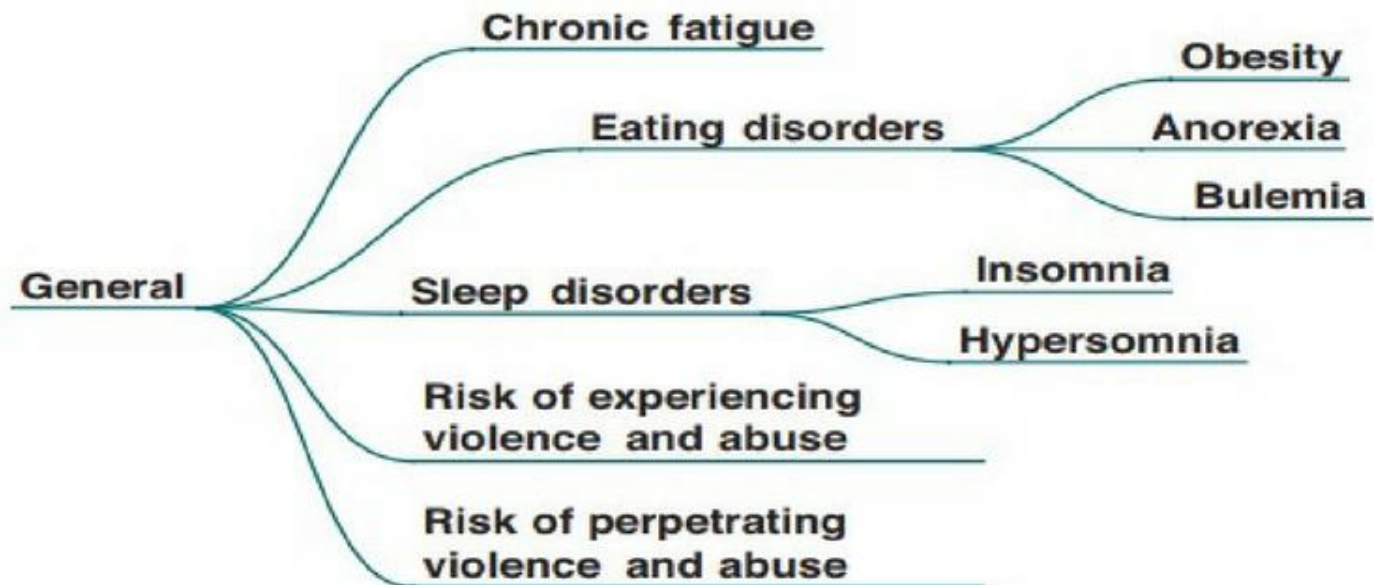 Chronic fatigue
Obesity
Eating disorders
Anorexia
Bulemia
General
Sleep disorders
Insomnia
Hypersomnia
Risk of experiencing
violence and abuse
Risk of perpetrating
violence and abuse